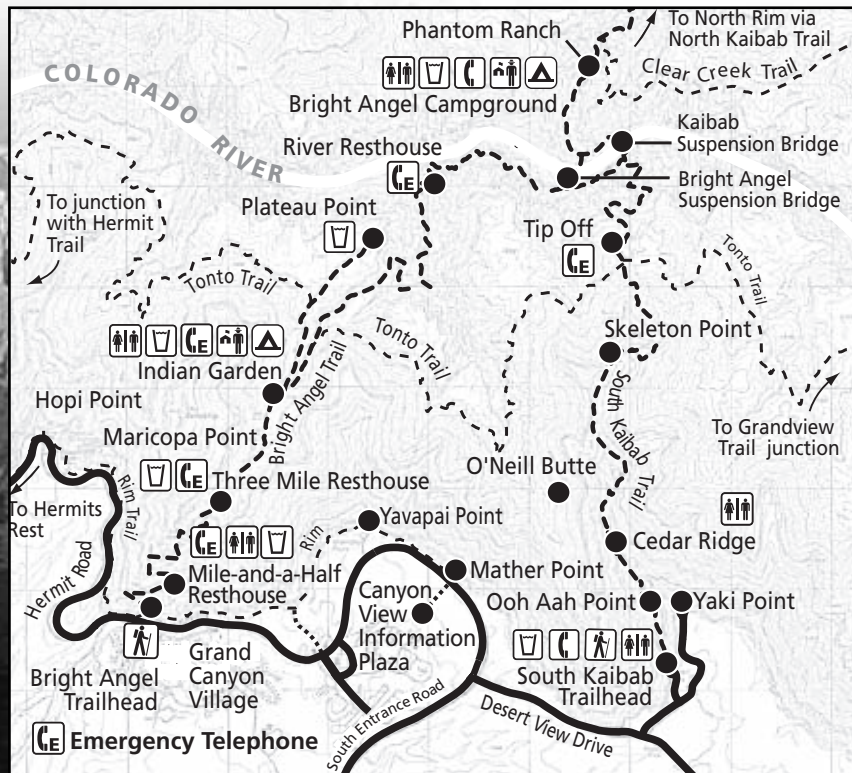 Phantom Ranch
To North Rim via
North Kaibab Trail
Clear Creek Trail
COLORADO RIVER
Bright Angel Campground
River Resthouse
Kaibab
Suspension Bridge
Bright Angel
Suspension Bridge
E
To junction
with Hermit
Trail
Plateau Point
Tip Off
E
Tonto Trail
Tonto Trail
E
Tonto Trail
Skeleton Point
Indian Garden
Bright Angel Trail
South Kaibab Trail
Hopi Point
Maricopa Point
To Grandview
Trail junction
O'Neill Butte
E
Three Mile Resthouse
Rim Trail
To Hermits
Rest
Yavapai Point
Rim
E
Cedar Ridge
Hermit Road
Mile-and-a-Half
Resthouse
Mather Point
Canyon
View
Information
Plaza
Ooh Aah Point
Yaki Point
Bright Angel
Trailhead
Grand
Canyon
Village
South Kaibab
Trailhead
South Entrance Road
Desert View Drive
E Emergency Telephone